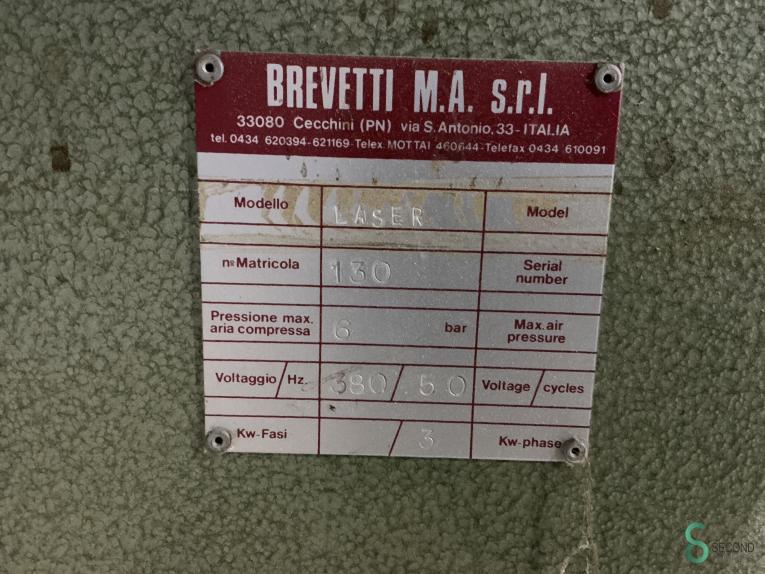 BREVETTI M.A. s.r.l.
33080 Cecchini (PN) via S.Antonio, 33-ITALIA
tel. 0434 620394-621169-Telex. MOTTAI 460644-Telefax 0434 610091
Modello LASER Model
nº Matricola 130 Serial number
Pressione max. aria compressa 6 bar Max. air pressure
Voltaggio/Hz. 380/50 Voltage/cycles
Kw-Fasi / 3 Kw-phase
SECOND